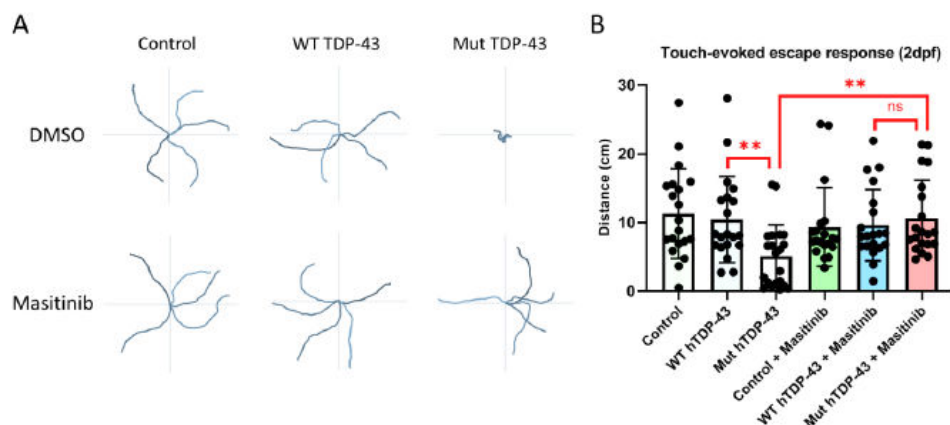 A
Control
WT TDP-43
Mut TDP-43
DMSO
Masitinib
B
Touch-evoked escape response (2dpf)
**
ns
**
Distance (cm)
30
20
10
0
Control
WT hTDP-43
Mut hTDP-43
Control + Masitinib
WT hTDP-43 + Masitinib
Mut hTDP-43 + Masitinib